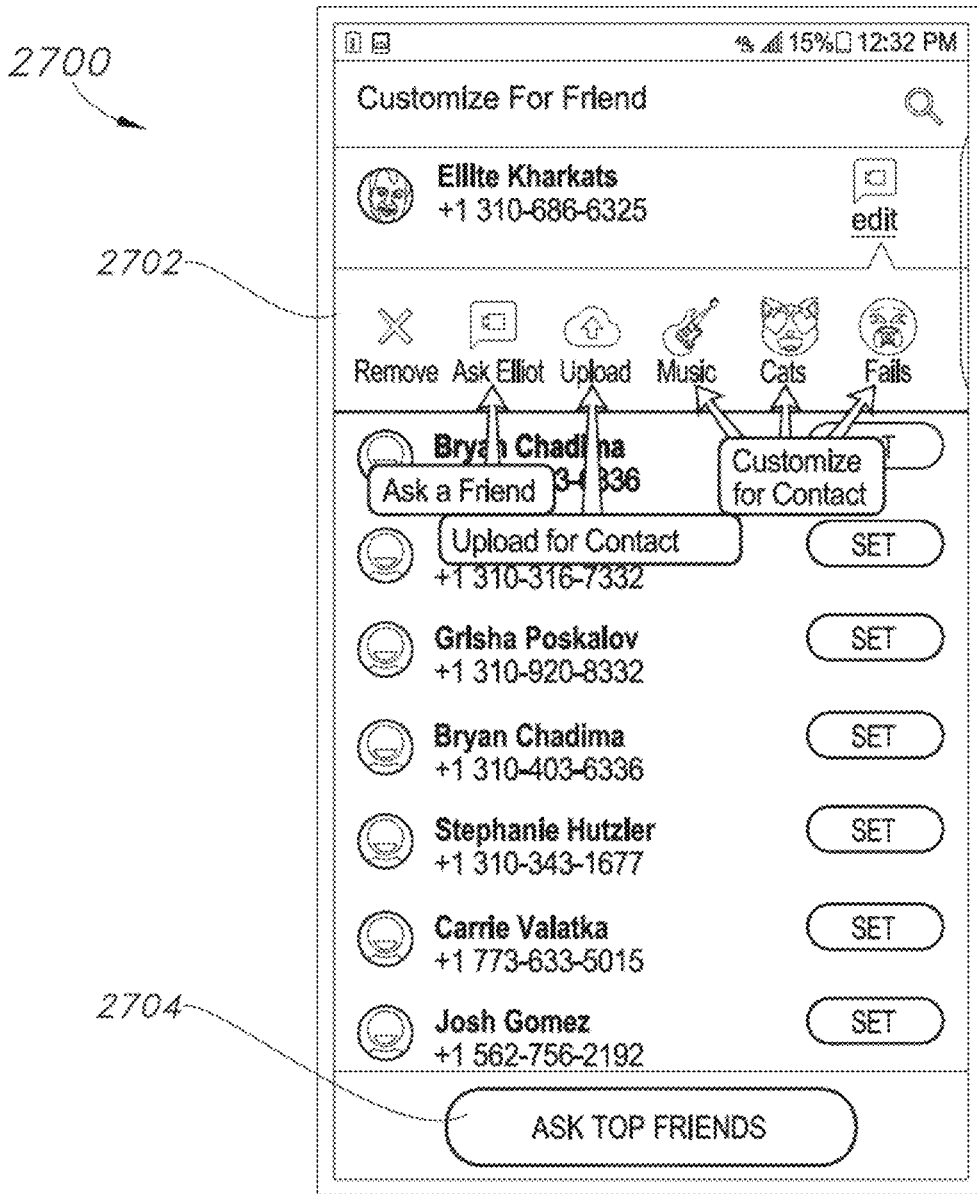 2700
15% 12:32 PM
Customize For Friend
Elllte Kharkats
+1 310-686-6325
edit
2702
Remove Ask Elliot Upload Music Cats Fails
Bryan Chadima
Customize
for Contact
Ask a Friend
Upload for Contact
SET
+1 310-316-7332
Grisha Poskalov
SET
+1 310-920-8332
Bryan Chadima
SET
+1 310-403-6336
Stephanie Hutzler
SET
+1 310-343-1677
Carrie Valatka
SET
+1 773-633-5015
2704
Josh Gomez
SET
+1 562-756-2192
ASK TOP FRIENDS